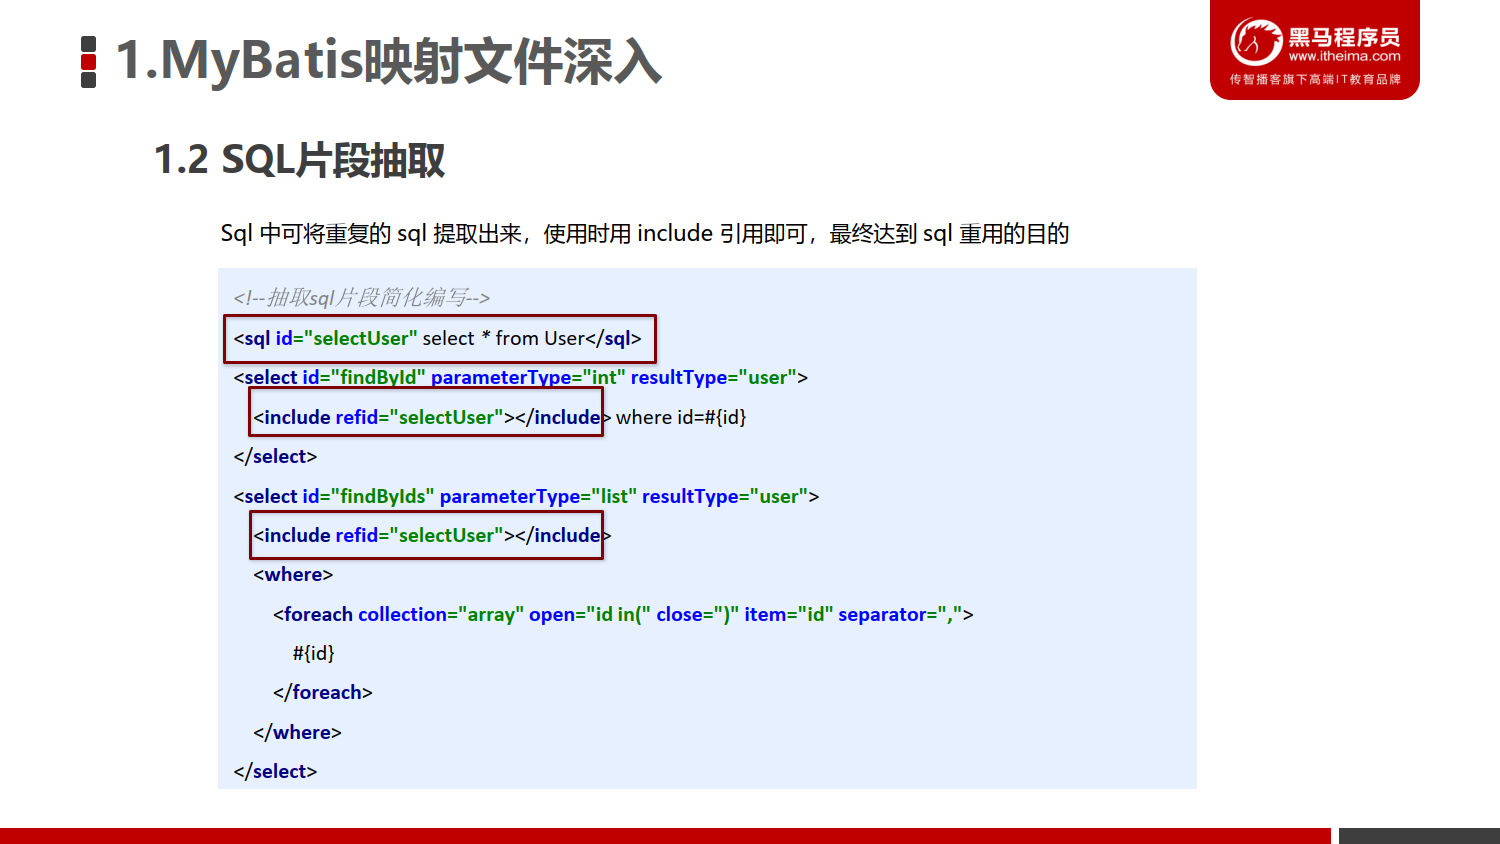 1.MyBatis映射文件深入
黑马程序员
www.itheima.com
传智播客旗下高端IT教育品牌
1.2 SQL片段抽取
Sql 中可将重复的 sql 提取出来，使用时用 include 引用即可，最终达到 sql 重用的目的
<!--抽取sql片段简化编写-->
<sql id="selectUser" select * from User</sql>
<select id="findById" parameterType="int" resultType="user">
<include refid="selectUser"></include> where id=#{id}
</select>
<select id="findByIds" parameterType="list" resultType="user">
<include refid="selectUser"></include>
<where>
<foreach collection="array" open="id in(" close=")" item="id" separator=",">
#{id}
</foreach>
</where>
</select>